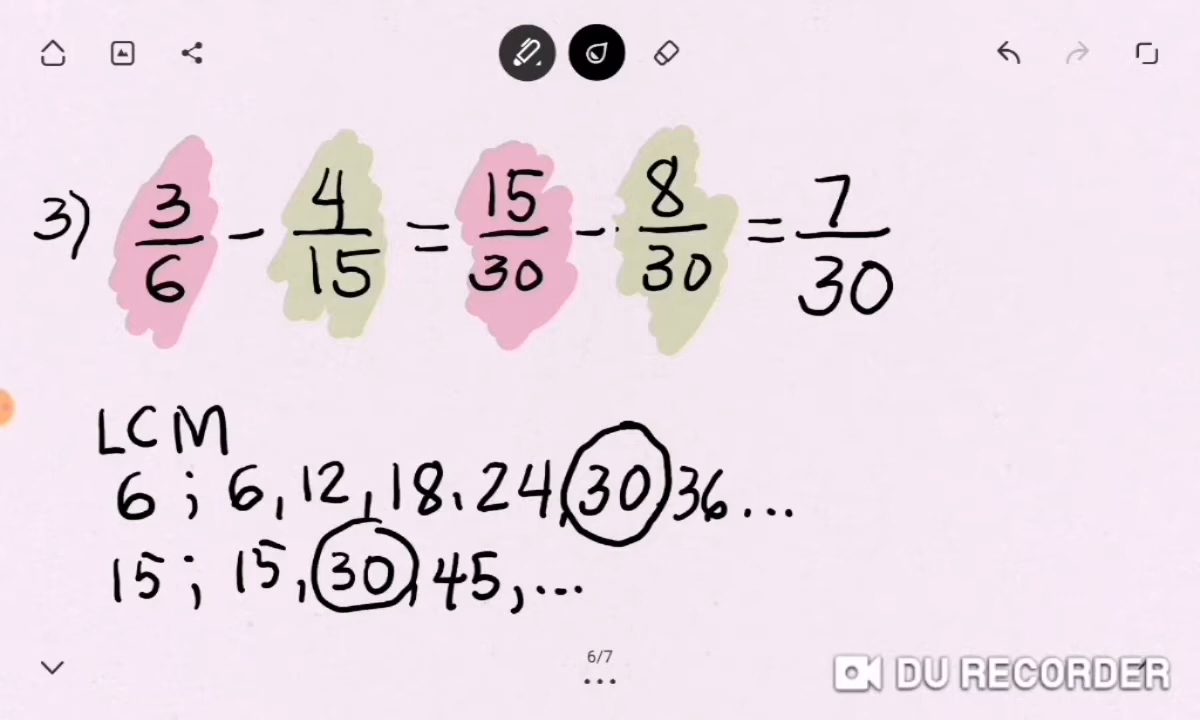 3) 3/6 - 4/15 = 15/30 - 8/30 = 7/30
LCM
6 ; 6, 12, 18, 24, 30 36 ...
15 ; 15, 30, 45, ...
6/7
DU RECORDER